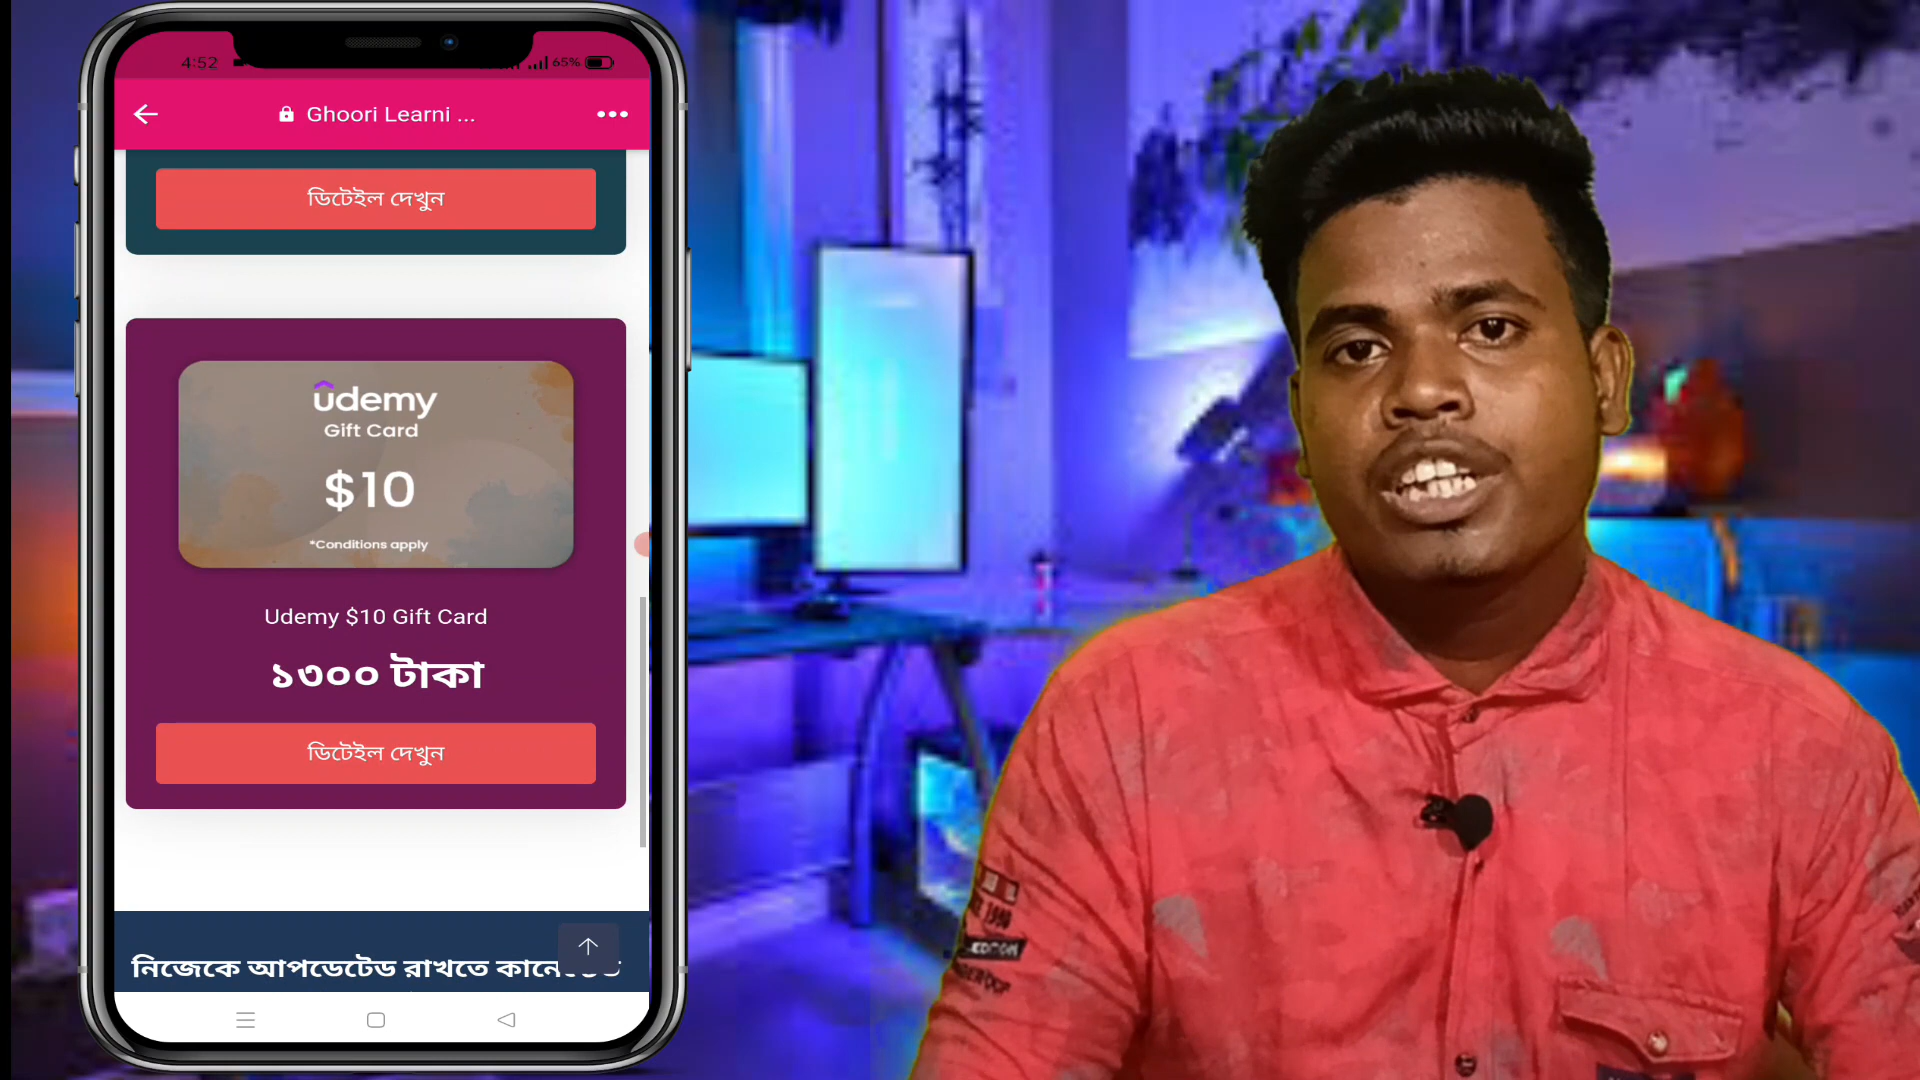 4:52
65%
Ghoori Learni ...
ডিটেইল দেখুন
udemy
Gift Card
$10
*Conditions apply
Udemy $10 Gift Card
১৩০০ টাকা
ডিটেইল দেখুন
নিজেকে আপডেটেড রাখতে
EDITION